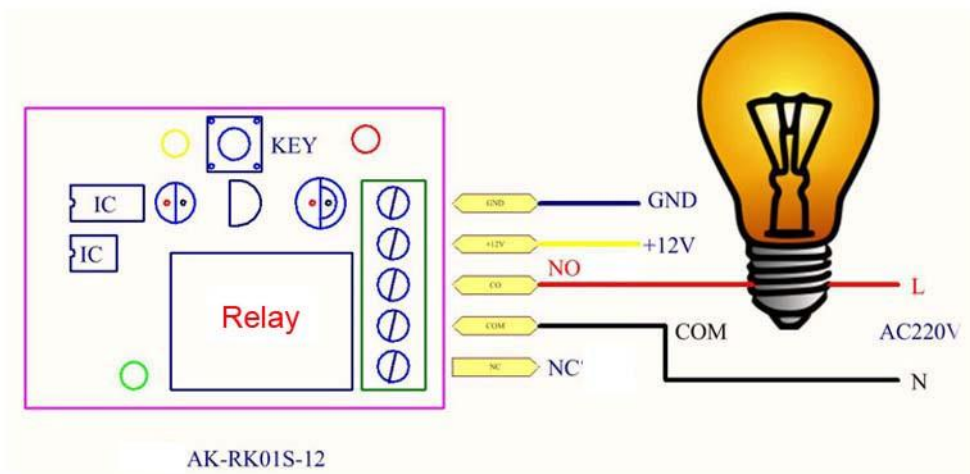 KEY
IC
IC
Relay
GND
+12V
CO
COM
NC
GND
+12V
NO
L
COM
AC220V
NC'
N
AK-RK01S-12